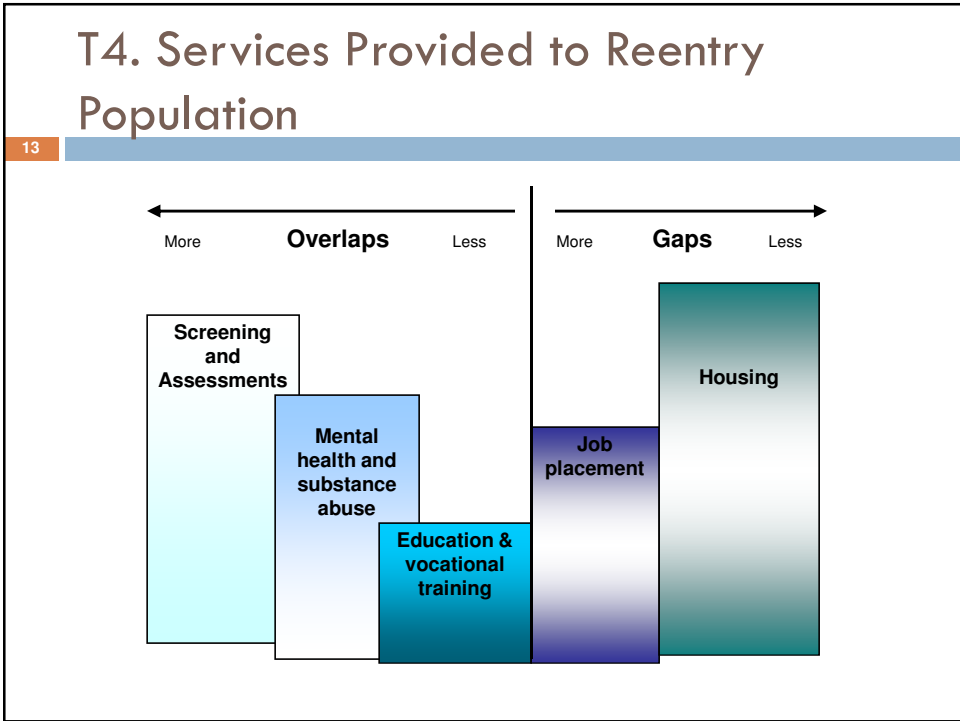 T4. Services Provided to Reentry
Population
13
More Overlaps Less
More Gaps Less
Screening
and
Assessments
Mental
health and
substance
abuse
Education &
vocational
training
Job
placement
Housing